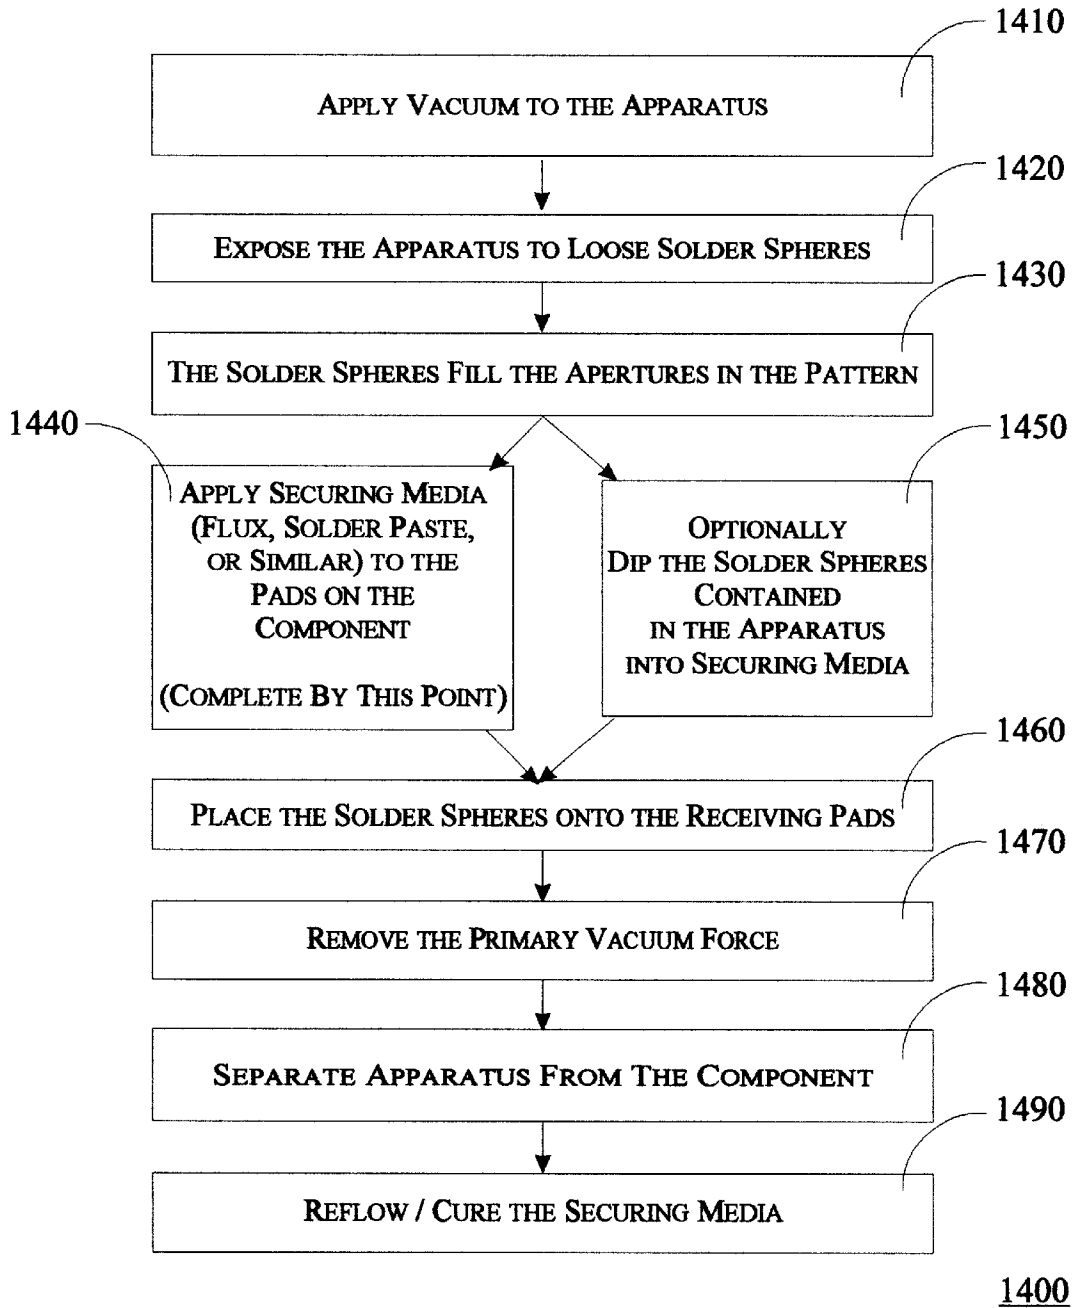 1410
APPLY VACUUM TO THE APPARATUS
1420
EXPOSE THE APPARATUS TO LOOSE SOLDER SPHERES
1430
THE SOLDER SPHERES FILL THE APERTURES IN THE PATTERN
1440
APPLY SECURING MEDIA
(FLUX, SOLDER PASTE,
OR SIMILAR) TO THE
PADS ON THE
COMPONENT
(COMPLETE BY THIS POINT)
1450
OPTIONALLY
DIP THE SOLDER SPHERES
CONTAINED
IN THE APPARATUS
INTO SECURING MEDIA
1460
PLACE THE SOLDER SPHERES ONTO THE RECEIVING PADS
1470
REMOVE THE PRIMARY VACUUM FORCE
1480
SEPARATE APPARATUS FROM THE COMPONENT
1490
REFLOW / CURE THE SECURING MEDIA
1400